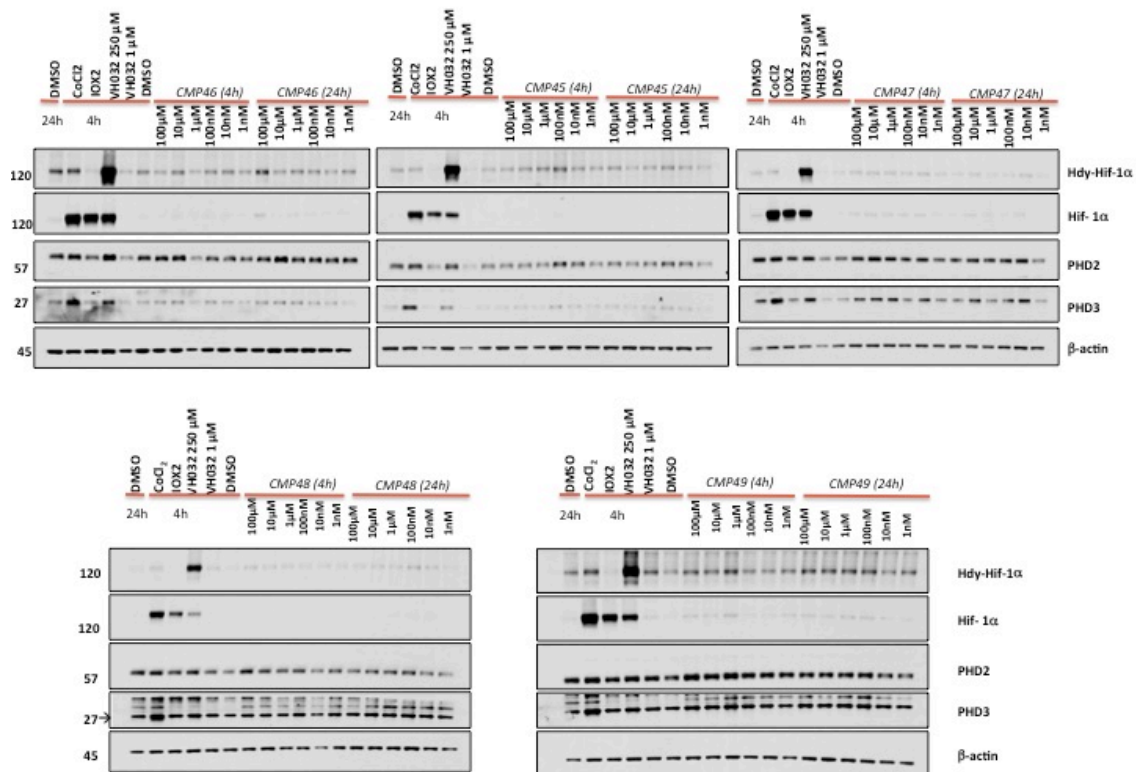 DMSO CoCl2 IOX2 VH032 250 µM VH032 1 µM DMSO CMP46 (4h) CMP46 (24h)
24h 4h 100µM 10µM 1µM 100nM 10nM 1nM 100µM 10µM 1µM 100nM 10nM 1nM
DMSO CoCl2 IOX2 VH032 250 µM VH032 1 µM DMSO CMP45 (4h) CMP45 (24h)
24h 4h 100µM 10µM 1µM 100nM 10nM 1nM 100µM 10µM 1µM 100nM 10nM 1nM
DMSO CoCl2 IOX2 VH032 250 µM VH032 1 µM DMSO CMP47 (4h) CMP47 (24h)
24h 4h 100µM 10µM 1µM 100nM 10nM 1nM 100µM 10µM 1µM 100nM 10nM 1nM
120 Hdy-Hif-1α
120 Hif- 1α
57 PHD2
27 PHD3
45 β-actin
DMSO CoCl₂ IOX2 VH032 250 µM VH032 1 µM DMSO CMP48 (4h) CMP48 (24h)
24h 4h 100µM 10µM 1µM 100nM 10nM 1nM 100µM 10µM 1µM 100nM 10nM 1nM
DMSO CoCl₂ IOX2 VH032 250 µM VH032 1 µM DMSO CMP49 (4h) CMP49 (24h)
24h 4h 100µM 10µM 1µM 100nM 10nM 1nM 100µM 10µM 1µM 100nM 10nM 1nM
120 Hdy-Hif-1α
120 Hif- 1α
57 PHD2
27 PHD3
45 β-actin